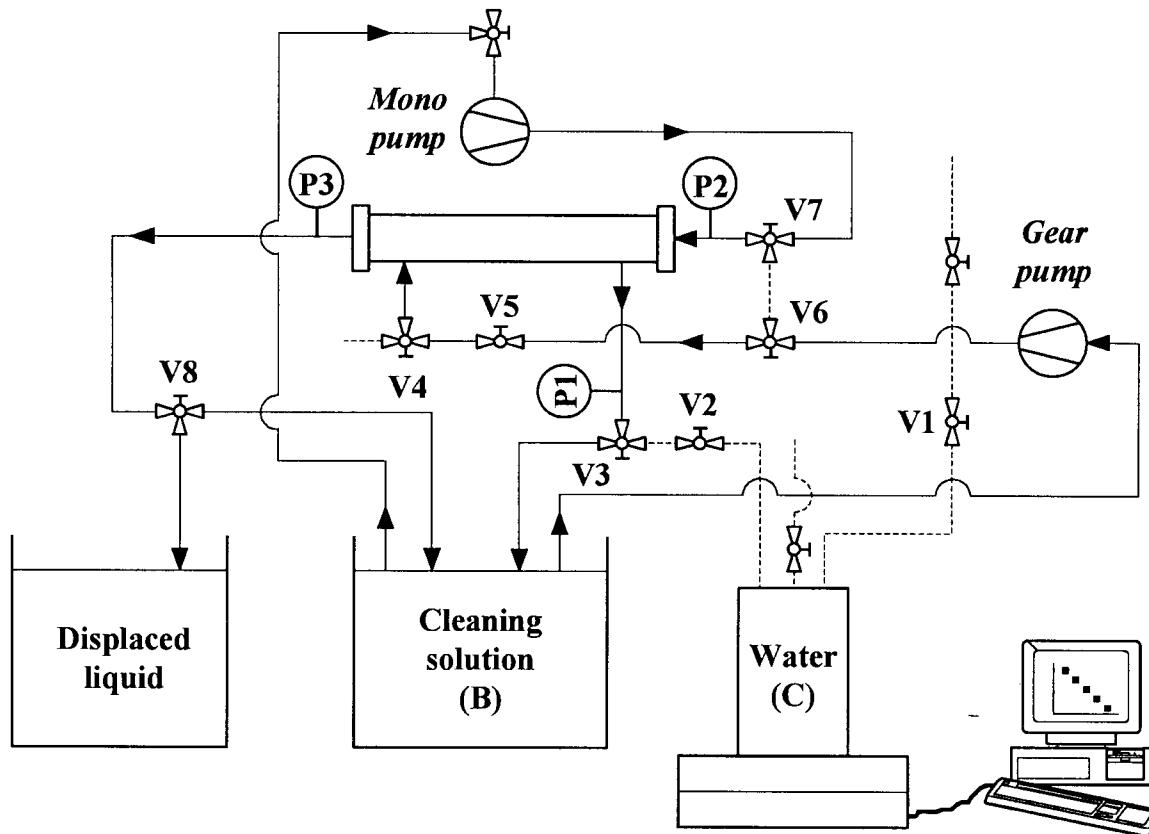 Mono
pump
P3
P2
V7
Gear
pump
V5
V6
V4
V8
P1
V2
V1
V3
Displaced
liquid
Cleaning
solution
(B)
Water
(C)